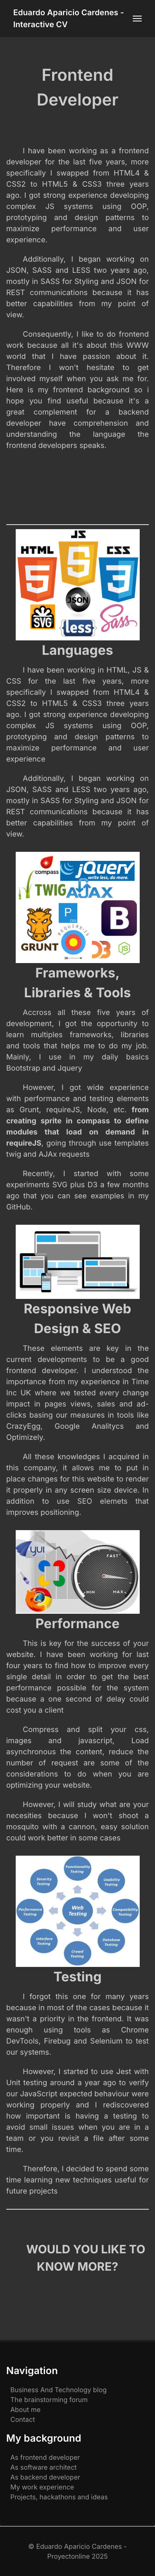 Eduardo Aparicio Cardenes -
Interactive CV
Frontend
Developer
I have been working as a frontend
developer for the last five years, more
specifically I swapped from HTML4 &
CSS2 to HTML5 & CSS3 three years
ago. I got strong experience developing
complex JS systems using OOP,
prototyping and design patterns to
maximize performance and user
experience.
Additionally, I began working on
JSON, SASS and LESS two years ago,
mostly in SASS for Styling and JSON for
REST communications because it has
better capabilities from my point of
view.
Consequently, I like to do frontend
work because all it's about this WWW
world that I have passion about it.
Therefore I won't hesitate to get
involved myself when you ask me for.
Here is my frontend background so i
hope you find useful because it's a
great complement for a backend
developer have comprehension and
understanding the language the
frontend developers speaks.
JS
HTML
CSS
5
5
3
JSON
SVG
{less}
Sass
Languages
I have been working in HTML, JS &
CSS for the last five years, more
specifically I swapped from HTML4 &
CSS2 to HTML5 & CSS3 three years
ago. I got strong experience developing
complex JS systems using OOP,
prototyping and design patterns to
maximize performance and user
experience
Additionally, I began working on
JSON, SASS and LESS two years ago,
mostly in SASS for Styling and JSON for
REST communications because it has
better capabilities from my point of
view.
compass
jQuery
write less, do more.
TWIG
AJAX
P
B
GRUNT
D3
Frameworks,
Libraries & Tools
Accross all these five years of
development, I got the opportunity to
learn multiples frameworks, libraries
and tools that helps me to do my job.
Mainly, I use in my daily basics
Bootstrap and Jquery
However, I got wide experience
with performance and testing elements
as Grunt, requireJS, Node, etc. from
creating sprite in compass to define
modules that load on demand in
requireJS, going through use templates
twig and AJAx requests
Recently, I started with some
experiments SVG plus D3 a few months
ago that you can see examples in my
GitHub.
Responsive Web
Design & SEO
These elements are key in the
current developments to be a good
frontend developer. I understood the
importance from my experience in Time
Inc UK where we tested every change
impact in pages views, sales and ad-
clicks basing our measures in tools like
CrazyEgg, Google Analitycs and
Optimizely.
All these knowledges I acquired in
this company, it allows me to put in
place changes for this website to render
it properly in any screen size device. In
addition to use SEO elemets that
improves positioning.
yui
FAST
MIN
MAX
Performance
This is key for the success of your
website. I have been working for last
four years to find how to improve every
single detail in order to get the best
performance possible for the system
because a one second of delay could
cost you a client
Compress and split your css,
images and javascript, Load
asynchronous the content, reduce the
number of request are some of the
considerations to do when you are
optimizing your website.
However, I will study what are your
necesities because I won't shoot a
mosquito with a cannon, easy solution
could work better in some cases
Functionality
Testing
Security
Testing
Usability
Testing
Performance
Testing
Web
Testing
Compatibility
Testing
Interface
Testing
Database
Testing
Crowd
Testing
Testing
I forgot this one for many years
because in most of the cases because it
wasn't a priority in the frontend. It was
enough using tools as Chrome
DevTools, Firebug and Selenium to test
our systems.
However, I started to use Jest with
Unit testing around a year ago to verify
our JavaScript expected behaviour were
working properly and I rediscovered
how important is having a testing to
avoid small issues when you are in a
team or you revisit a file after some
time.
Therefore, I decided to spend some
time learning new techniques useful for
future projects
WOULD YOU LIKE TO
KNOW MORE?
Navigation
Business And Technology blog
The brainstorming forum
About me
Contact
My background
As frontend developer
As software architect
As backend developer
My work experience
Projects, hackathons and ideas
© Eduardo Aparicio Cardenes -
Proyectonline 2025